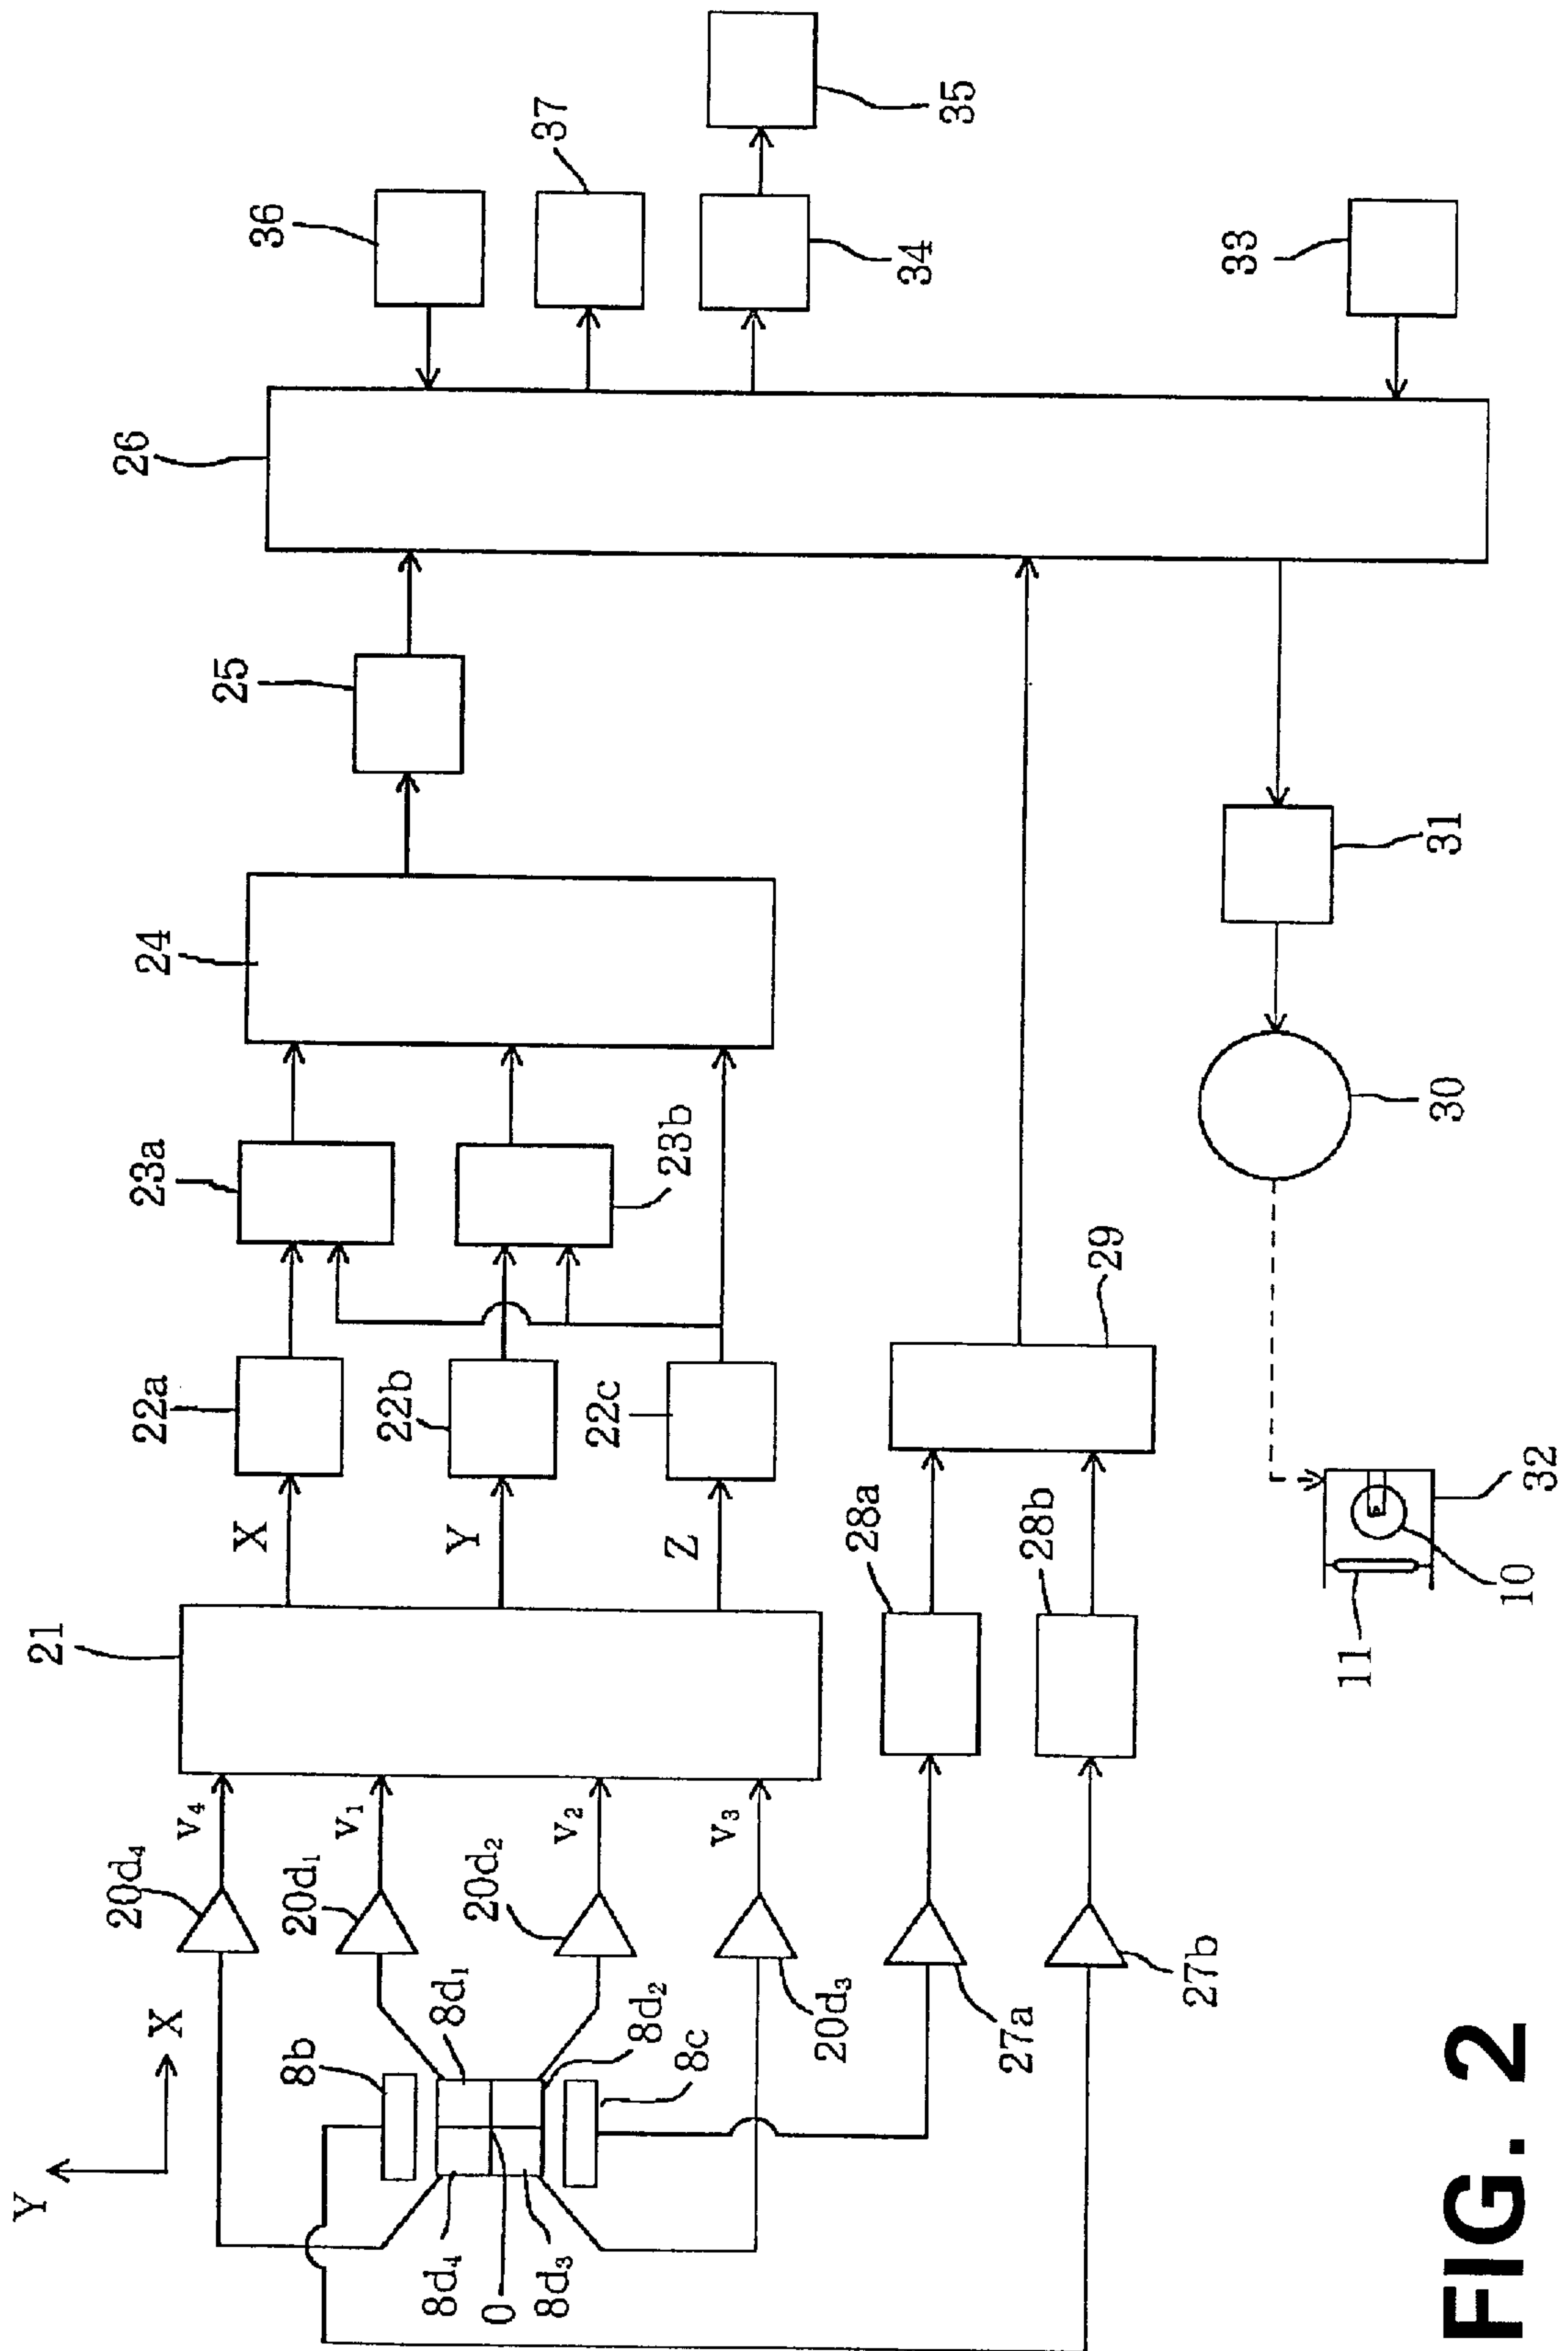 Y
X
8b
8d₁
8d₂
8c
8d₄
0
8d₃
20d₄
20d₁
20d₂
20d₃
27a
27b
v₄
v₁
v₂
v₃
21
X
Y
Z
28a
28b
22a
22b
22c
29
23a
23b
24
25
26
36
37
34
35
33
31
30
32
10
11
FIG. 2